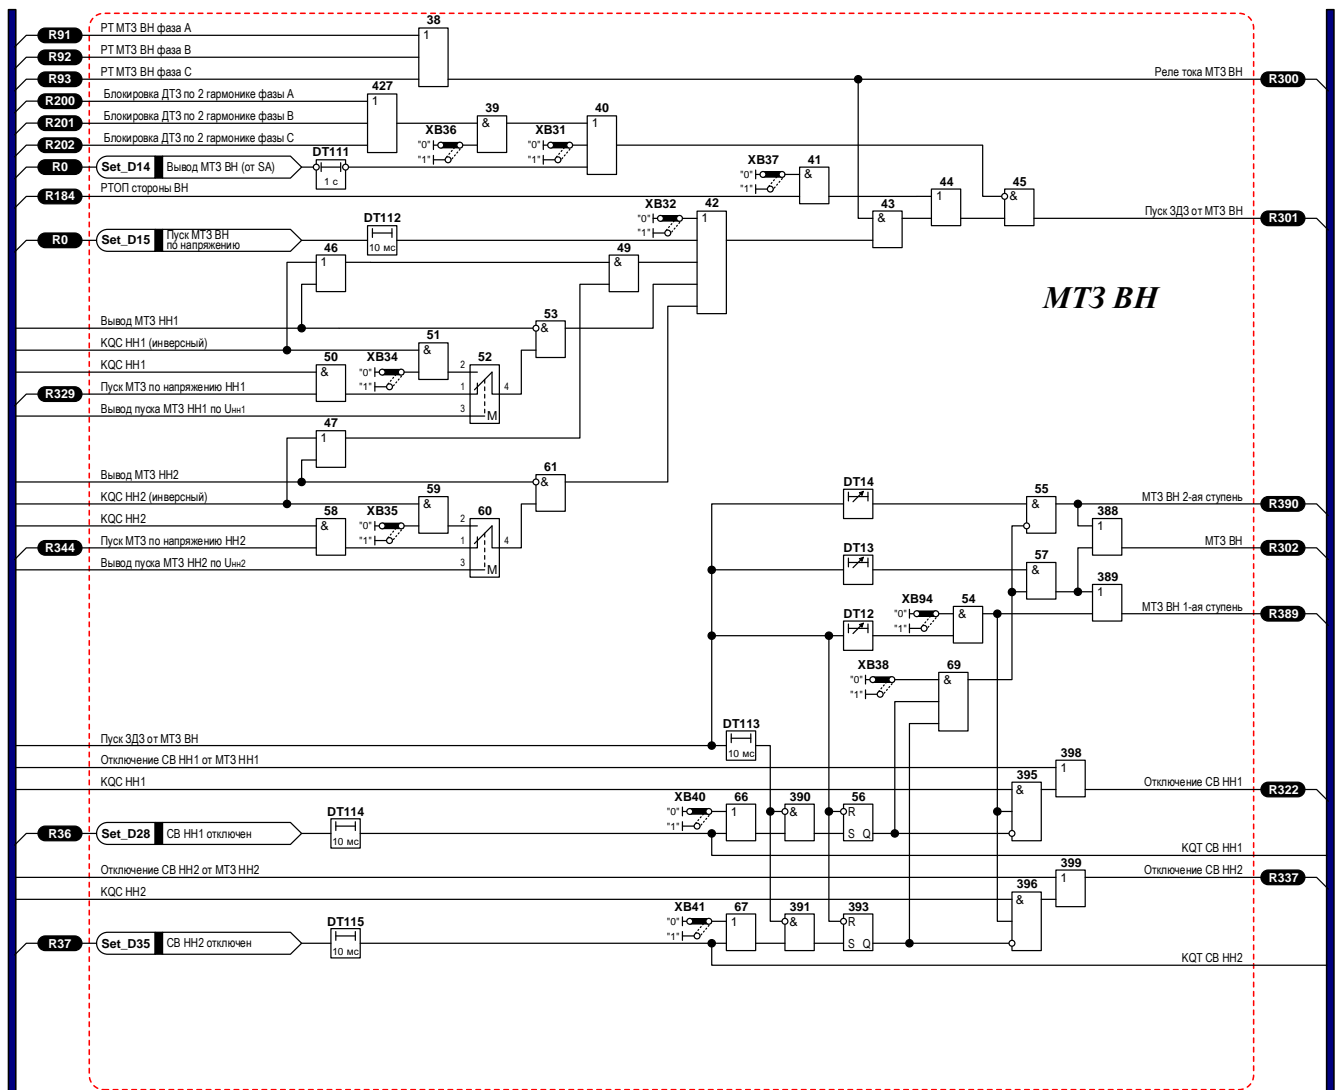 38
R91 РТ МТЗ ВН фаза А 1
R92 РТ МТЗ ВН фаза В
R93 РТ МТЗ ВН фаза С Реле тока МТЗ ВН R300
427
R200 Блокировка ДТЗ по 2 гармонике фазы А 1 39 40
R201 Блокировка ДТЗ по 2 гармонике фазы В XB36 & XB31 1
R202 Блокировка ДТЗ по 2 гармонике фазы С "0" "1" "0" "1"
R0 Set_D14 Вывод МТЗ ВН (от SA) DT111 1 с
XB37 "0" "1" 41 &
R184 РТОП стороны ВН 44 1 45 &
XB32 "0" "1" 42 1 43 & Пуск ЗДЗ от МТЗ ВН R301
R0 Set_D15 Пуск МТЗ ВН по напряжению DT112 10 мс
46 1 49 &
МТЗ ВН
Вывод МТЗ НН1 53 &
KQC НН1 (инверсный) 51 &
KQC НН1 50 & XB34 "0" "1" 2 52
R329 Пуск МТЗ по напряжению НН1 1 4
Вывод пуска МТЗ НН1 по Uнн1 3 М
47 1
Вывод МТЗ НН2 61 &
KQC НН2 (инверсный) 59 &
KQC НН2 58 & XB35 "0" "1" 2 60
R344 Пуск МТЗ по напряжению НН2 1 4
Вывод пуска МТЗ НН2 по Uнн2 3 М
DT14 55 & МТЗ ВН 2-ая ступень R390
388 1
DT13 57 & МТЗ ВН R302
389 1
DT12 XB94 "0" "1" 54 & МТЗ ВН 1-ая ступень R389
XB38 "0" "1" 69 &
Пуск ЗДЗ от МТЗ ВН DT113 10 мс
Отключение СВ НН1 от МТЗ НН1 398 1
KQC НН1 395 & Отключение СВ НН1 R322
XB40 "0" "1" 66 1 390 & 56 R S Q
R36 Set_D28 СВ НН1 отключен DT114 10 мс
KQT СВ НН1
Отключение СВ НН2 от МТЗ НН2 399 1 Отключение СВ НН2 R337
KQC НН2 396 &
XB41 "0" "1" 67 1 391 & 393 R S Q
R37 Set_D35 СВ НН2 отключен DT115 10 мс
KQT СВ НН2